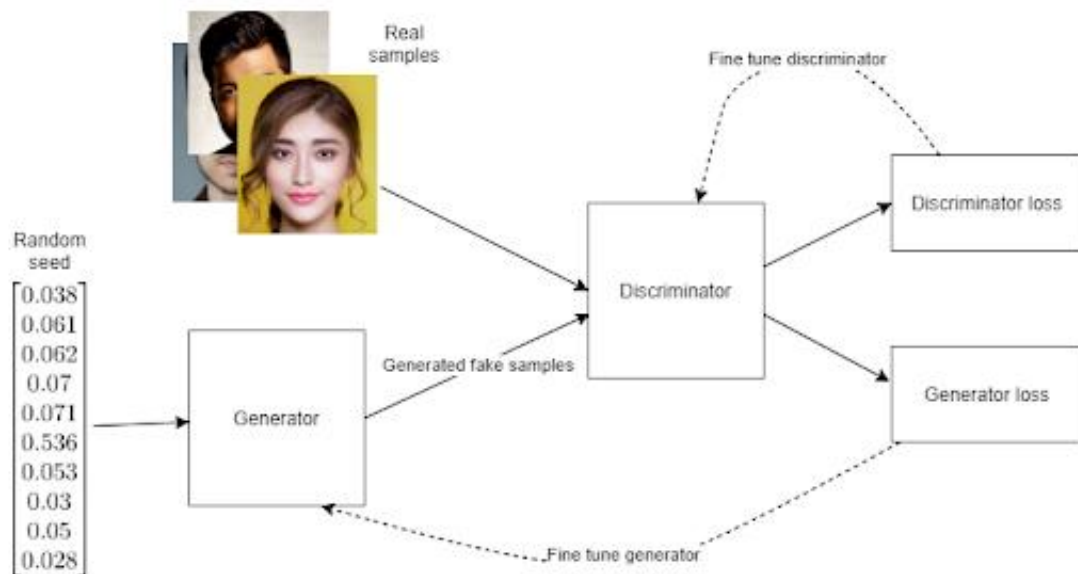 Real
samples
Fine tune discriminator
Discriminator loss
Random
seed
0.038
0.061
0.062
0.07
0.071
0.536
0.053
0.03
0.05
0.028
Discriminator
Generated fake samples
Generator
Generator loss
Fine tune generator